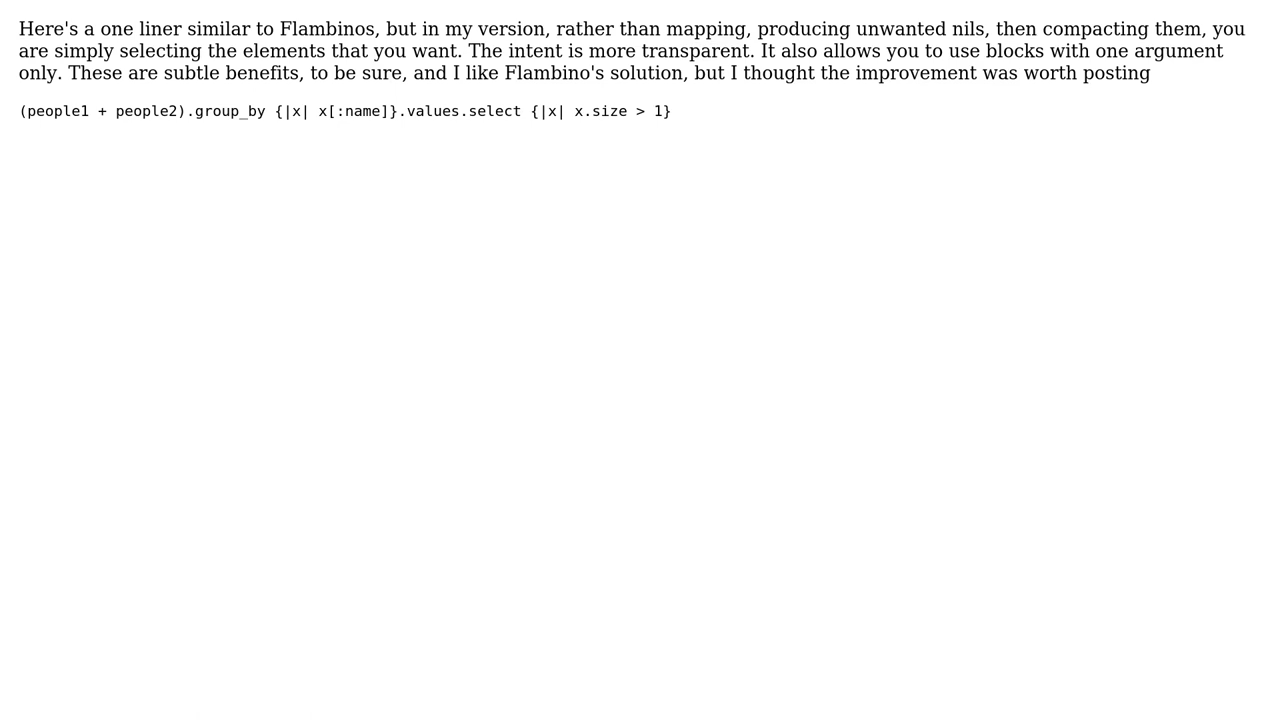 Here's a one liner similar to Flambinos, but in my version, rather than mapping, producing unwanted nils, then compacting them, you
are simply selecting the elements that you want. The intent is more transparent. It also allows you to use blocks with one argument
only. These are subtle benefits, to be sure, and I like Flambino's solution, but I thought the improvement was worth posting
(people1 + people2).group_by {|x| x[:name]}.values.select {|x| x.size > 1}